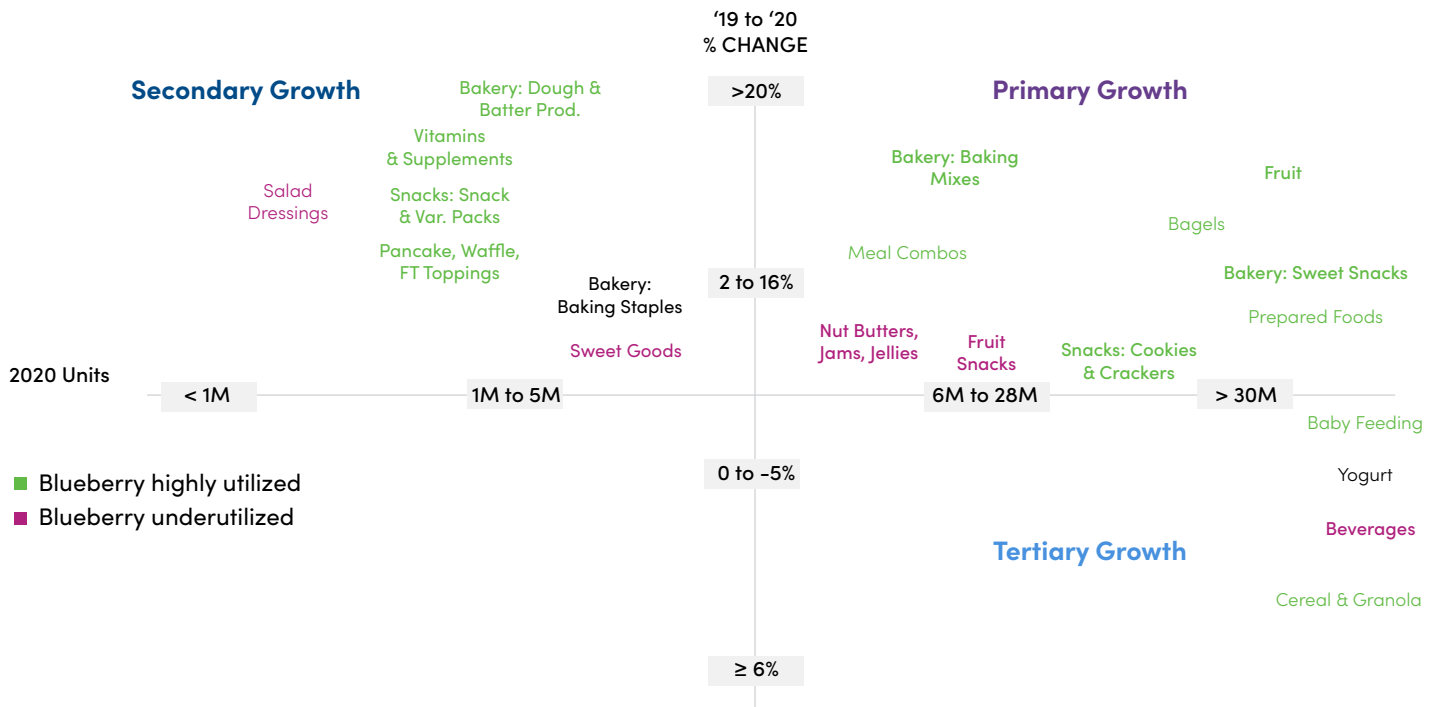 ‘19 to ‘20
% CHANGE
Secondary Growth
Bakery: Dough &
Batter Prod.
>20%
Primary Growth
Vitamins
& Supplements
Bakery: Baking
Mixes
Fruit
Salad
Dressings
Snacks: Snack
& Var. Packs
Bagels
Pancake, Waffle,
FT Toppings
Meal Combos
Bakery:
Baking Staples
2 to 16%
Bakery: Sweet Snacks
Prepared Foods
Sweet Goods
Nut Butters,
Jams, Jellies
Fruit
Snacks
Snacks: Cookies
& Crackers
2020 Units
< 1M
1M to 5M
6M to 28M
> 30M
Baby Feeding
0 to -5%
Yogurt
Blueberry highly utilized
Blueberry underutilized
Beverages
Tertiary Growth
Cereal & Granola
≥ 6%